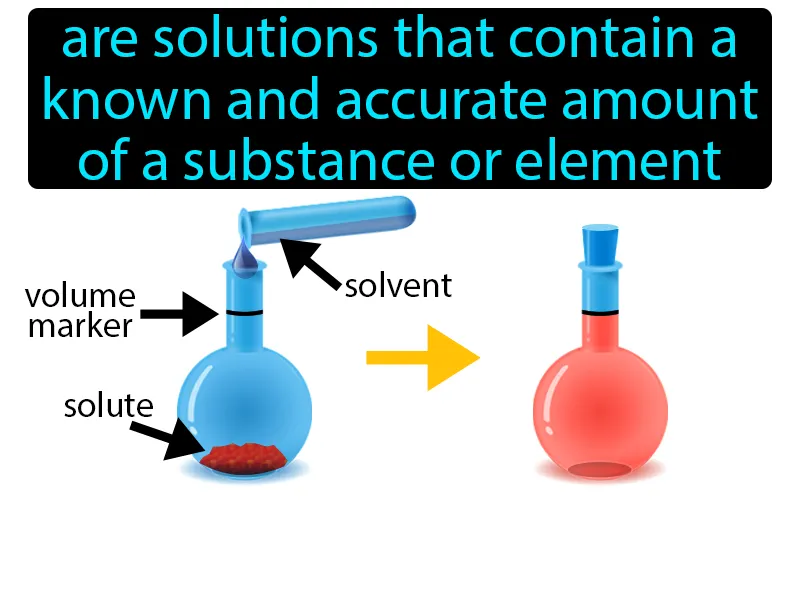 are solutions that contain a
known and accurate amount
of a substance or element
solvent
volume
marker
solute